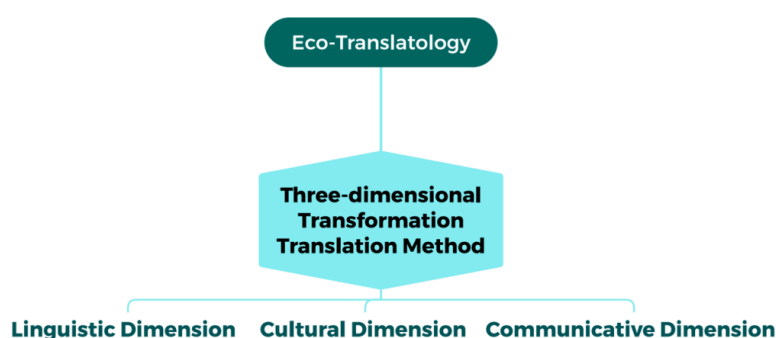 Eco-Translatology
Three-dimensional
Transformation
Translation Method
Linguistic Dimension
Cultural Dimension
Communicative Dimension